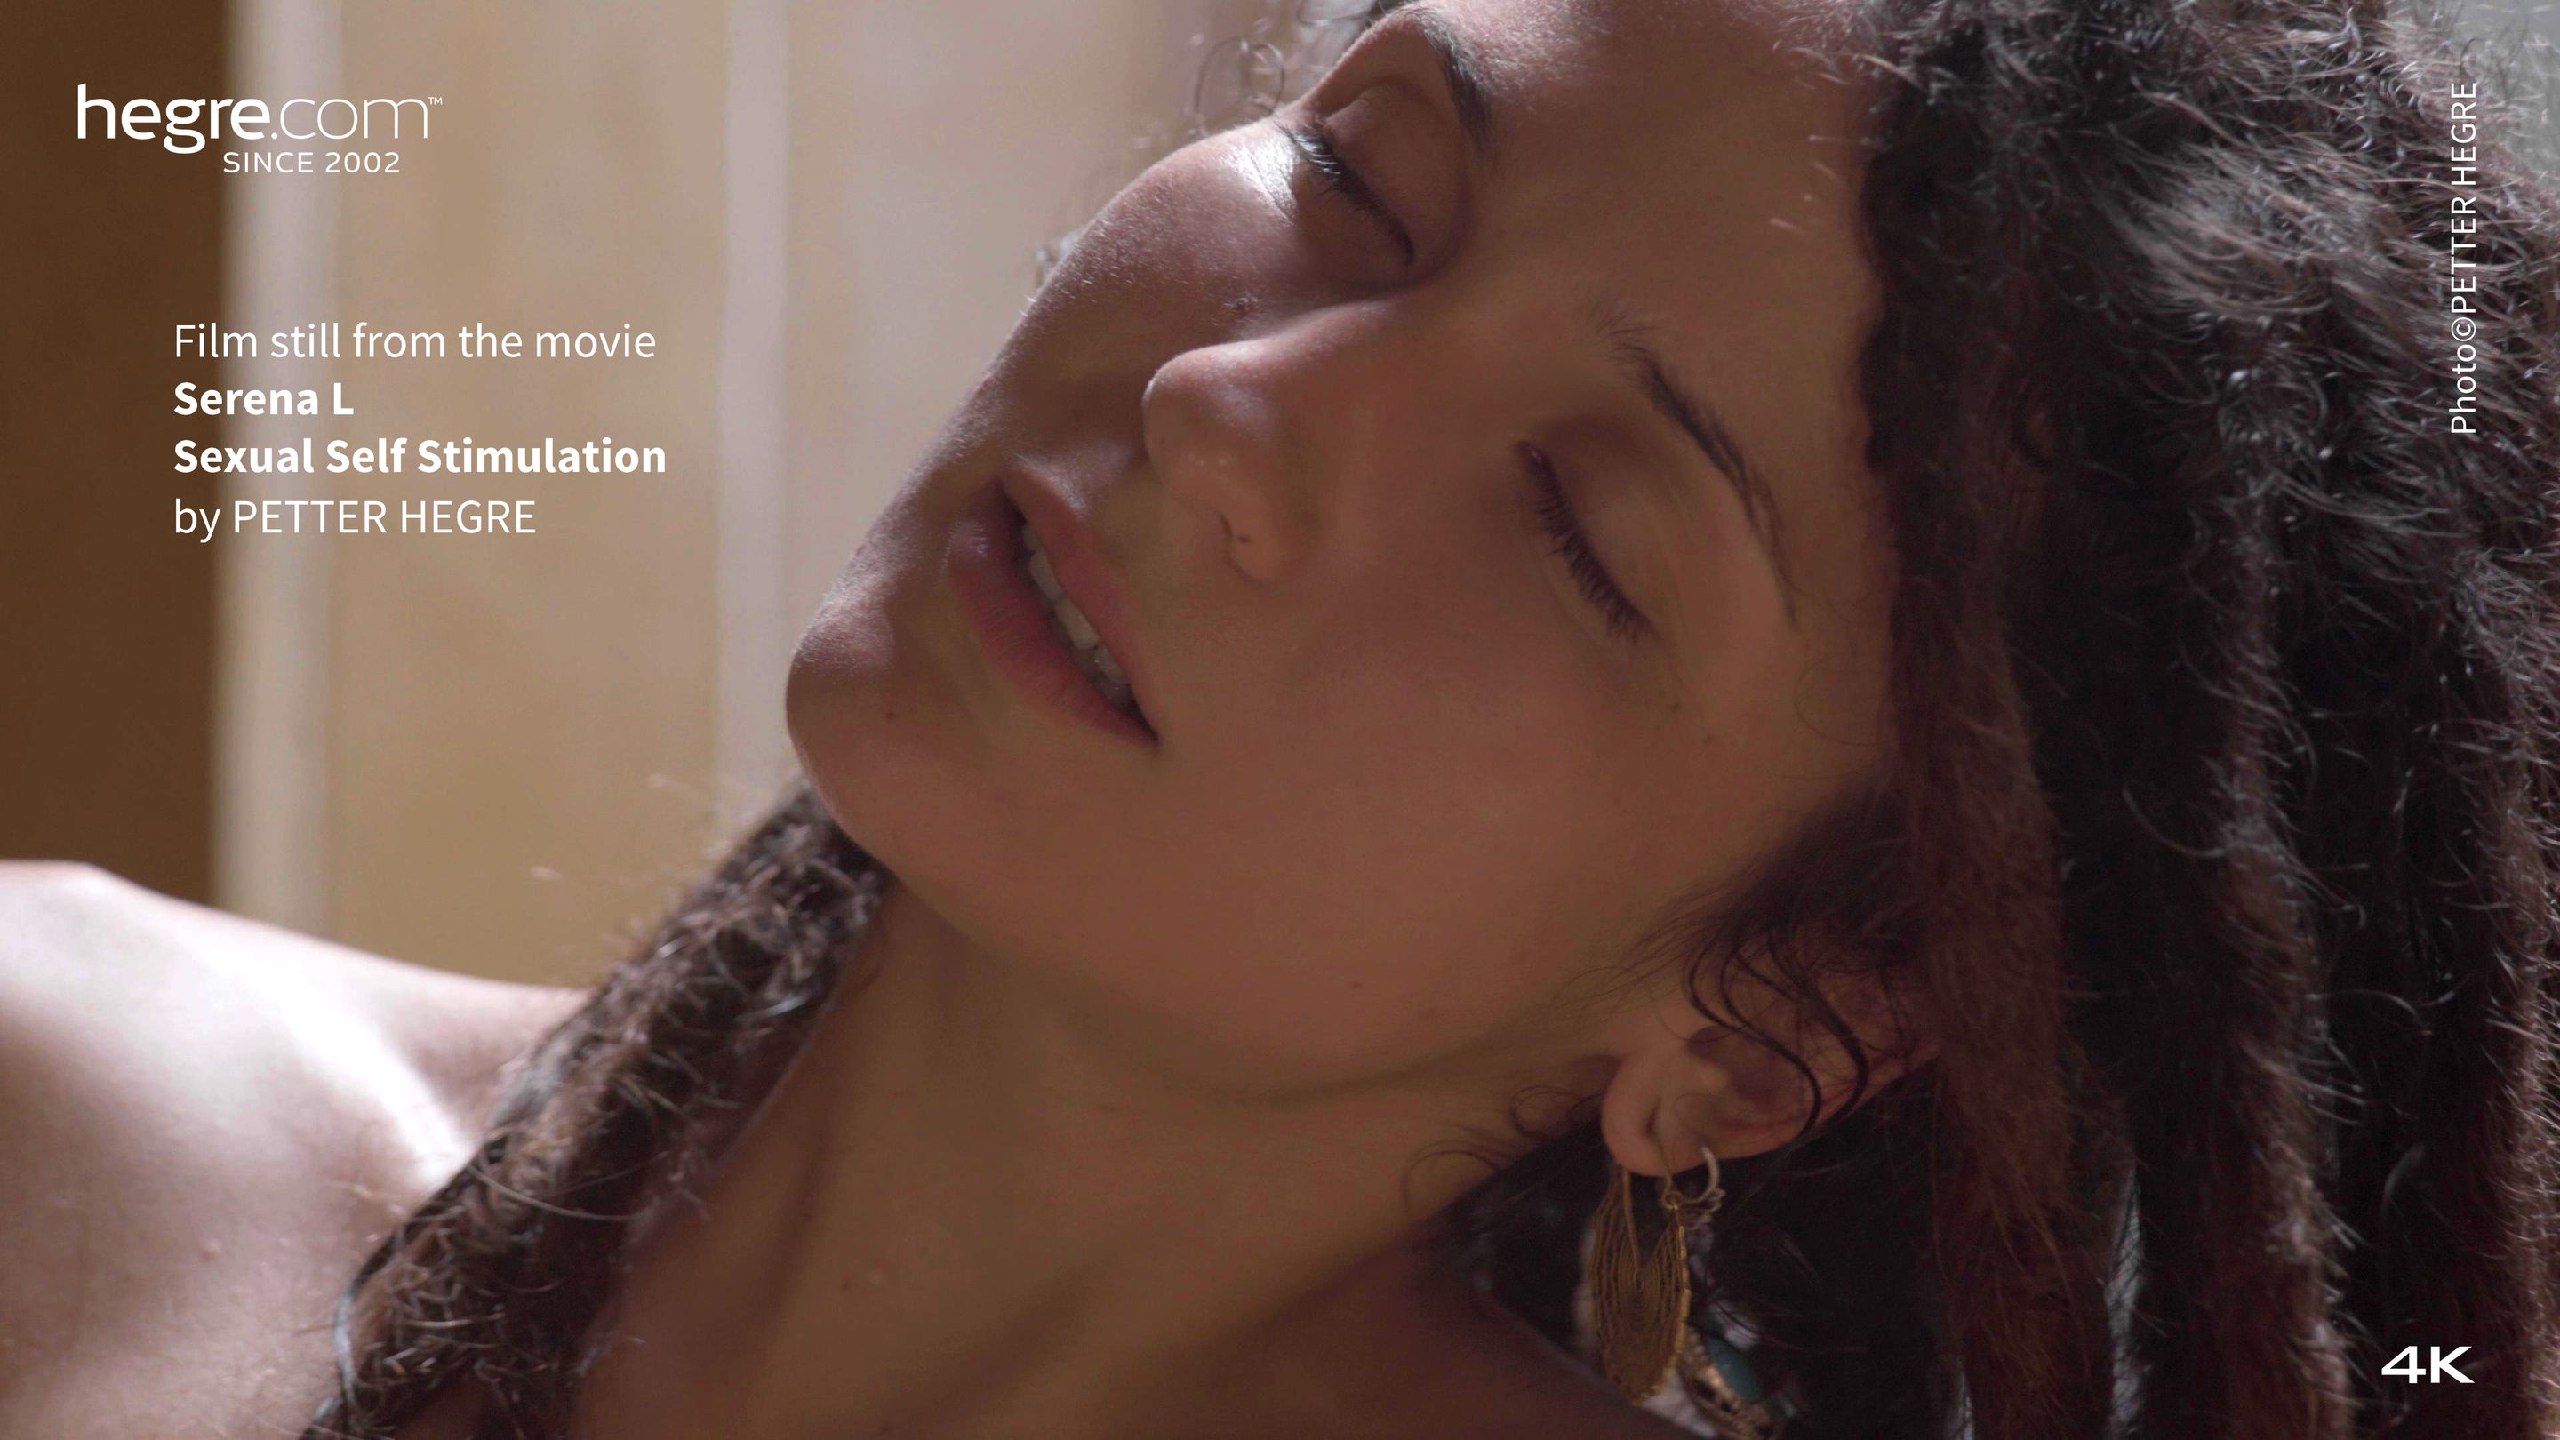 hegre.com™
SINCE 2002
Film still from the movie
Serena L
Sexual Self Stimulation
by PETTER HEGRE
Photo©PETTER HEGRE
4K